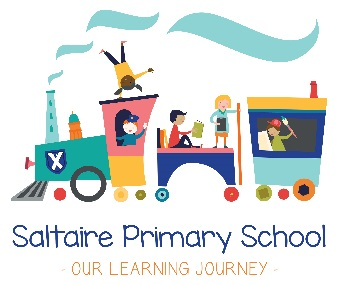 Saltaire Primary School
- OUR LEARNING JOURNEY -